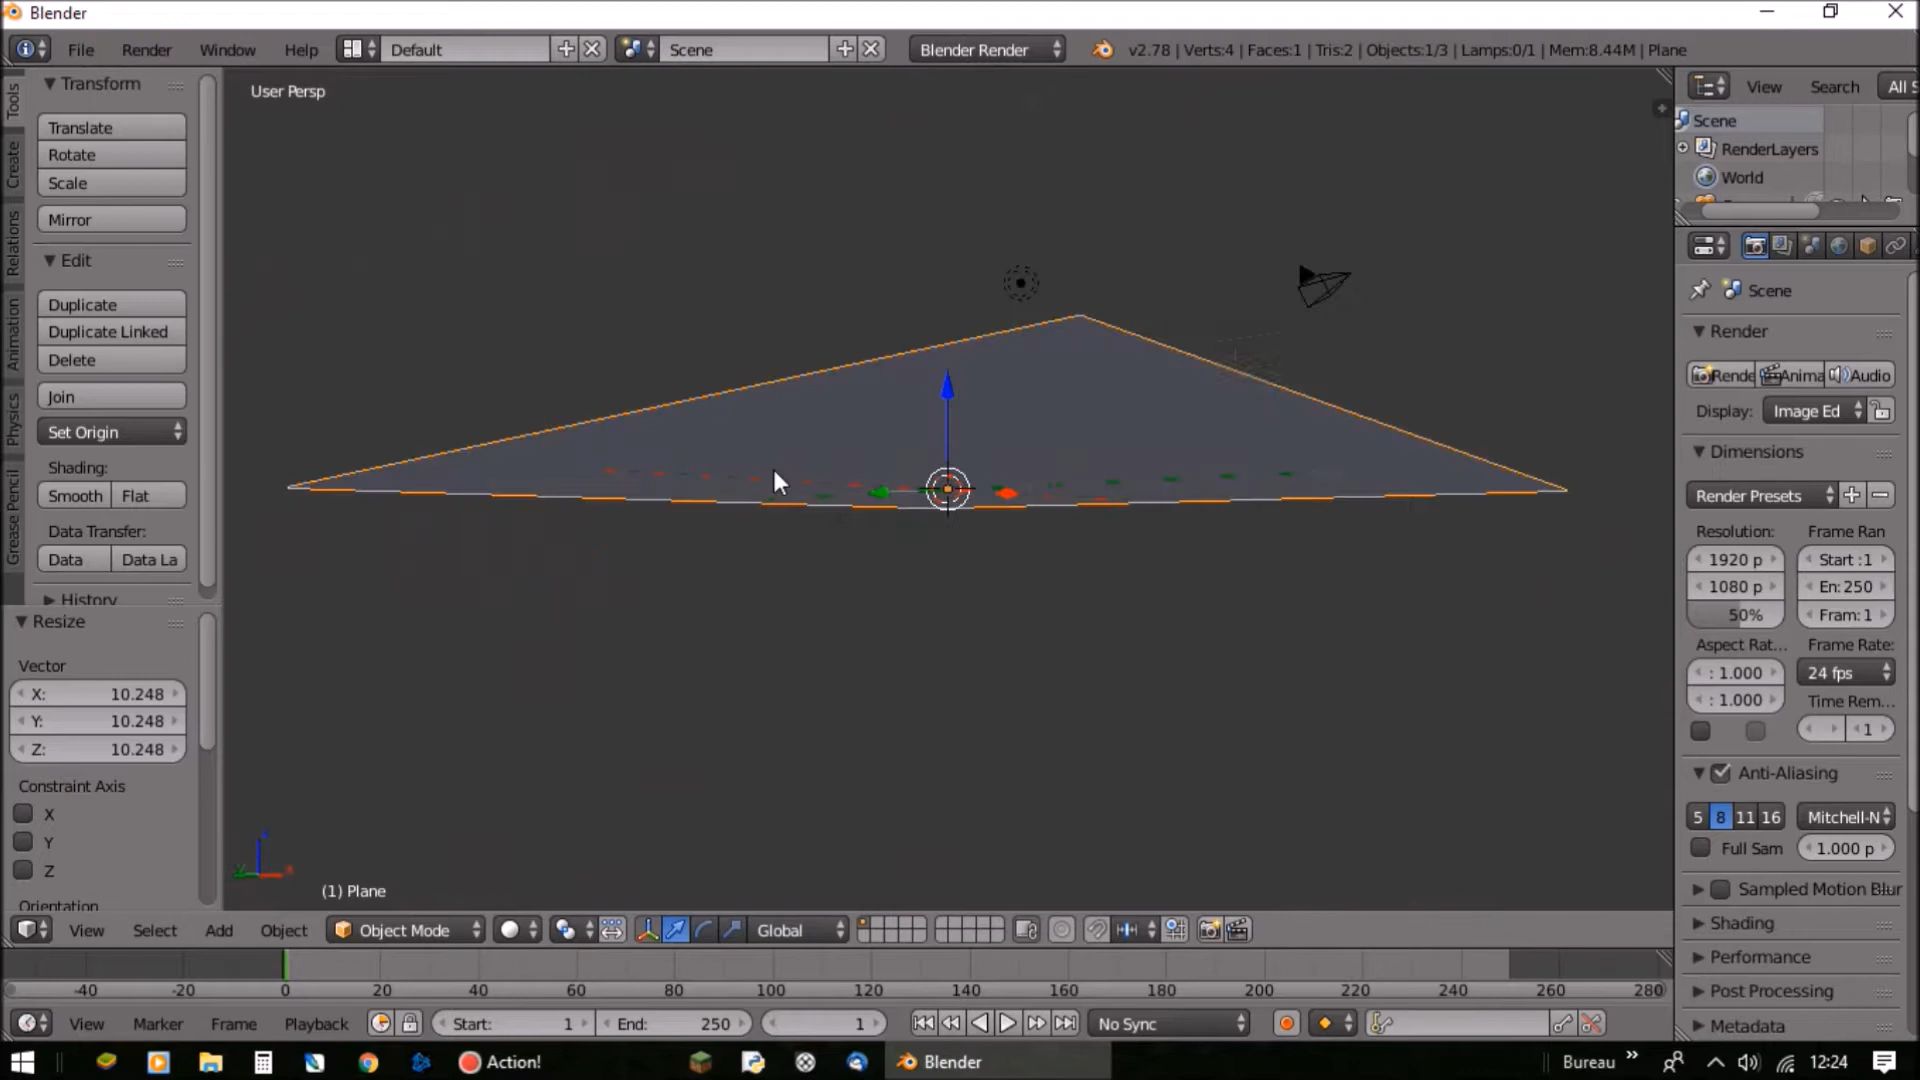 Blender
File Render Window Help Default Scene Blender Render v2.78 | Verts:4 | Faces:1 | Tris:2 | Objects:1/3 | Lamps:0/1 | Mem:8.44M | Plane
Tools
Create
Relations
Animation
Physics
Grease Pencil
Transform
Translate
Rotate
Scale
Mirror
Edit
Duplicate
Duplicate Linked
Delete
Join
Set Origin
Shading:
Smooth Flat
Data Transfer:
Data Data La
History
Resize
Vector
X: 10.248
Y: 10.248
Z: 10.248
Constraint Axis
X
Y
Z
Orientation
User Persp
(1) Plane
View Search All S
Scene
RenderLayers
World
Scene
Render
Rende Anima Audio
Display: Image Ed
Dimensions
Render Presets
Resolution: Frame Ran
1920 p Start :1
1080 p En: 250
50% Fram: 1
Aspect Rat... Frame Rate:
: 1.000 24 fps
: 1.000 Time Rem...
1
Anti-Aliasing
5 8 11 16 Mitchell-N
Full Sam 1.000 p
Sampled Motion Blur
Shading
Performance
Post Processing
Metadata
View Select Add Object Object Mode Global
-40 -20 0 20 40 60 80 100 120 140 160 180 200 220 240 260 280
View Marker Frame Playback Start: 1 End: 250 1 No Sync
Action! Blender Bureau » 12:24